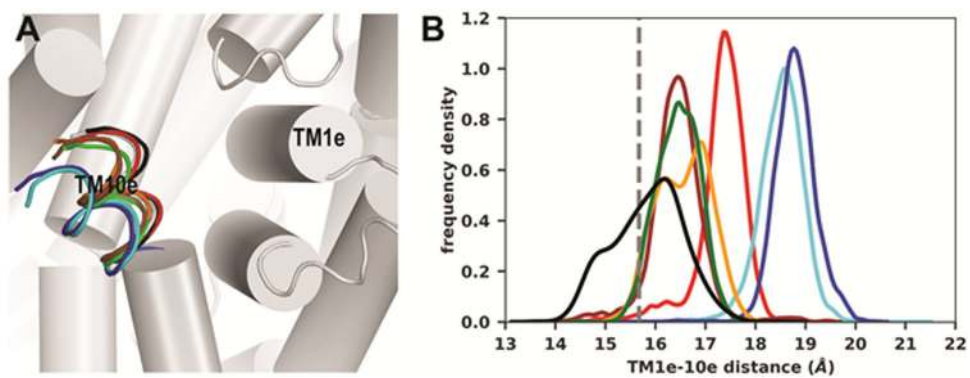 A
TM1e
TM10e
B
1.2
1.0
0.8
0.6
0.4
0.2
0.0
frequency density
13 14 15 16 17 18 19 20 21 22
TM1e-10e distance (Å)